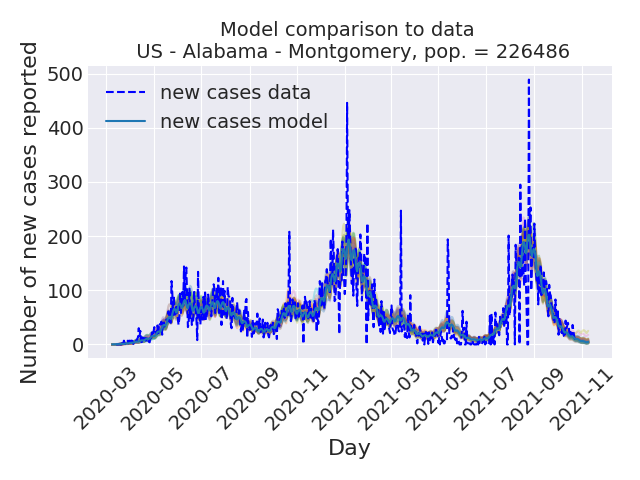 Model comparison to data
US - Alabama - Montgomery, pop. = 226486
Number of new cases reported
500
400
300
200
100
0
new cases data
new cases model
2020-03
2020-05
2020-07
2020-09
2020-11
2021-01
2021-03
2021-05
2021-07
2021-09
2021-11
Day